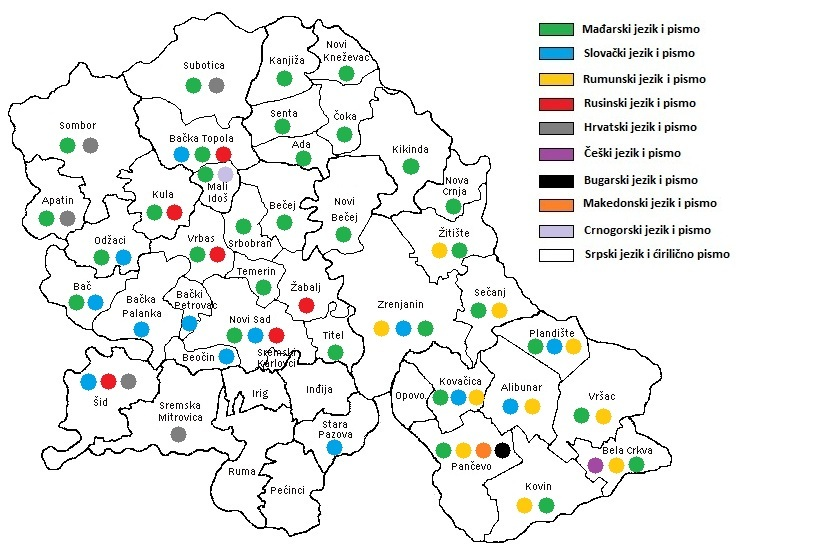 Subotica
Kanjiža
Novi
Kneževac
Sombor
Bačka Topola
Senta
Čoka
Ada
Kikinda
Mali
Idoš
Nova
Crnja
Apatin
Kula
Bečej
Novi
Bečej
Odžaci
Vrbas
Srbobran
Žitište
Temerin
Bač
Bačka
Palanka
Bački
Petrovac
Žabalj
Sečanj
Zrenjanin
Novi Sad
Titel
Plandište
Beočin
Sremski
Karlovci
Šid
Sremska
Mitrovica
Irig
Inđija
Opovo
Kovačica
Alibunar
Vršac
Stara
Pazova
Ruma
Pećinci
Pančevo
Bela Crkva
Kovin
Mađarski jezik i pismo
Slovački jezik i pismo
Rumunski jezik i pismo
Rusinski jezik i pismo
Hrvatski jezik i pismo
Češki jezik i pismo
Bugarski jezik i pismo
Makedonski jezik i pismo
Crnogorski jezik i pismo
Srpski jezik i ćirilično pismo